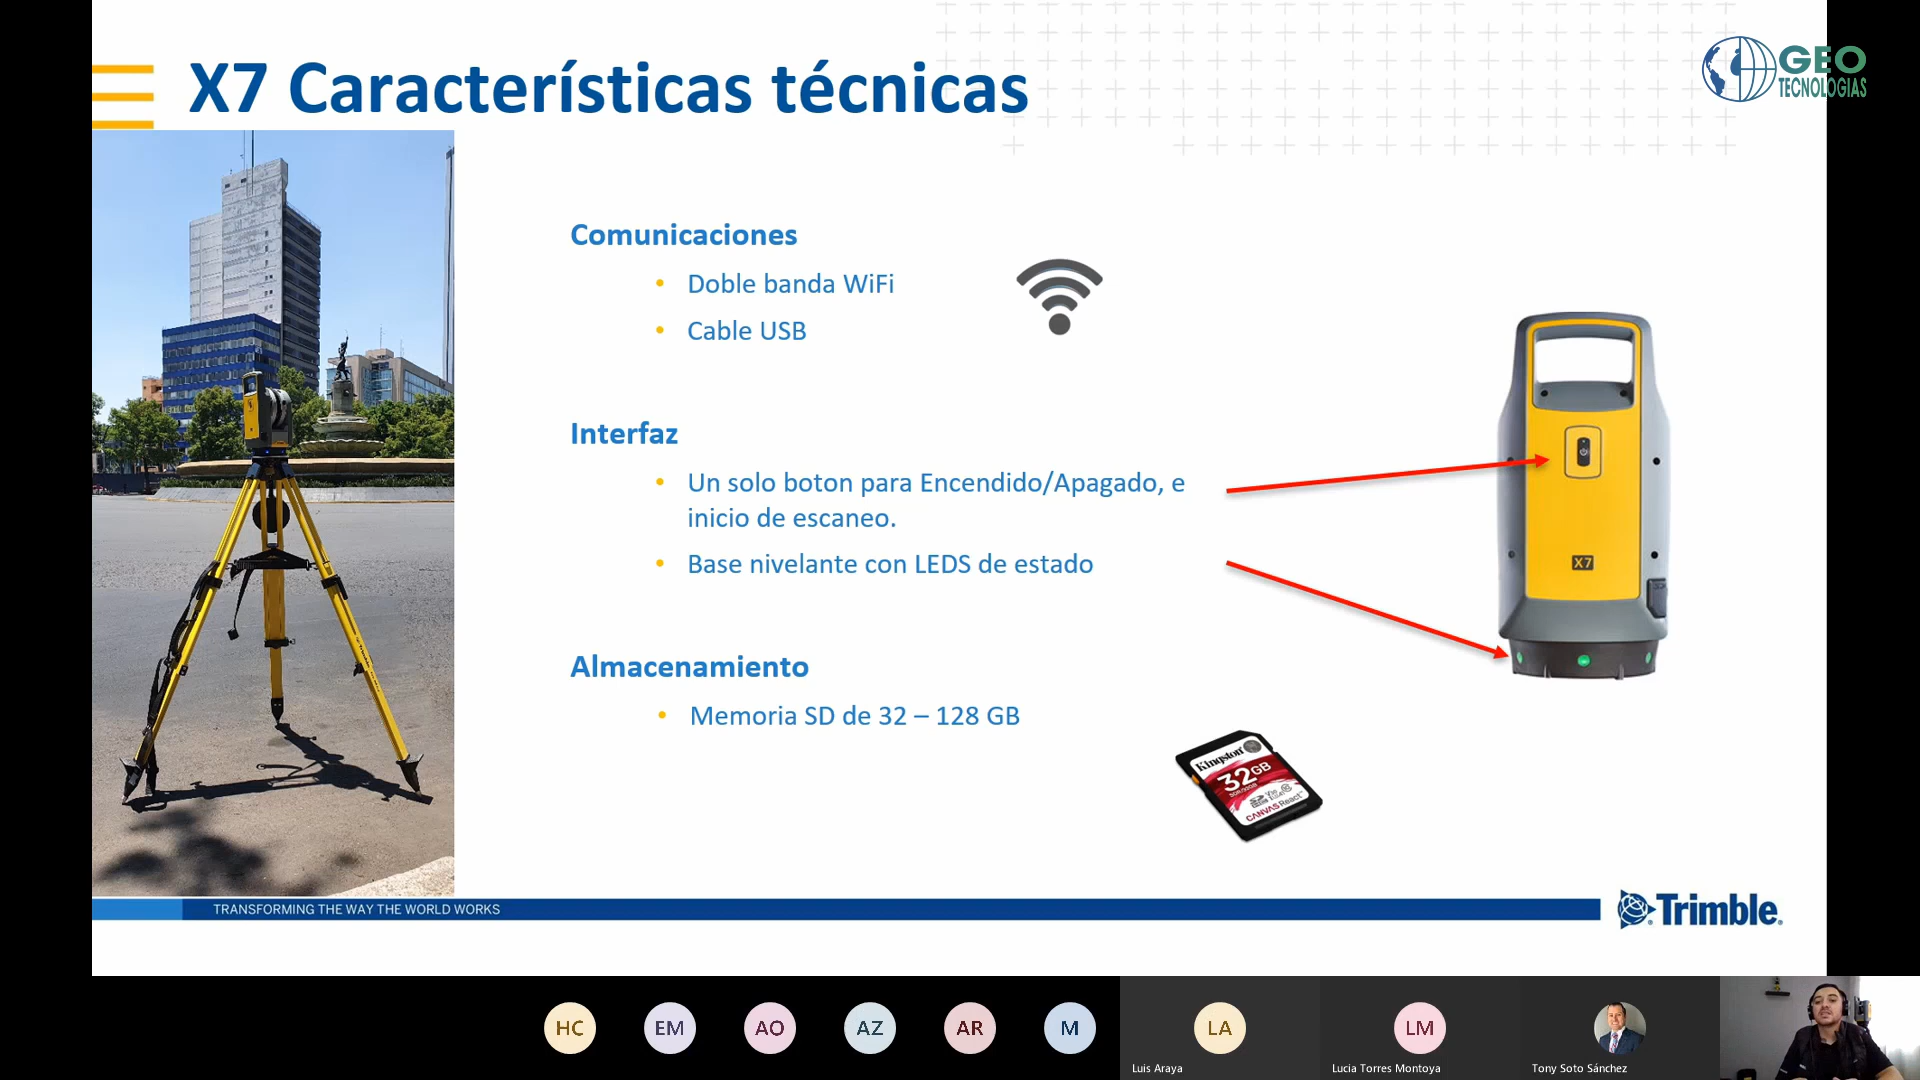 X7 Características técnicas
GEO
TECNOLOGIAS
Comunicaciones
• Doble banda WiFi
• Cable USB
Interfaz
• Un solo boton para Encendido/Apagado, e
inicio de escaneo.
• Base nivelante con LEDS de estado
X7
Almacenamiento
• Memoria SD de 32 – 128 GB
Kingston
32GB
CANVAS React
TRANSFORMING THE WAY THE WORLD WORKS
Trimble
HC
EM
AO
AZ
AR
M
LA
LM
Luis Araya
Lucia Torres Montoya
Tony Soto Sánchez